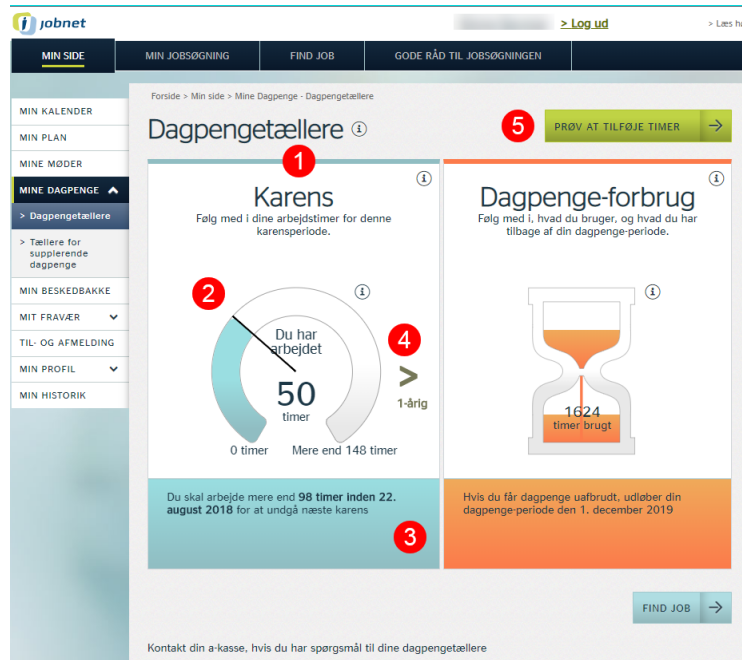 jobnet
> Log ud
> Læs
MIN SIDE
MIN JOBSØGNING
FIND JOB
GODE RÅD TIL JOBSØGNINGEN
Forside > Min side > Mine Dagpenge - Dagpengetællere
MIN KALENDER
MIN PLAN
MINE MØDER
MINE DAGPENGE
> Dagpengetællere
> Tællere for
supplerende
dagpenge
MIN BESKEDBAKKE
MIT FRAVÆR
TIL- OG AFMELDING
MIN PROFIL
MIN HISTORIK
Dagpengetællere i
5
PRØV AT TILFØJE TIMER
1
i
Karens
Følg med i dine arbejdstimer for denne
karensperiode.
2
i
Du har
arbejdet
50
timer
0 timer
Mere end 148 timer
4
>
1-årig
Du skal arbejde mere end 98 timer inden 22.
august 2018 for at undgå næste karens
3
i
Dagpenge-forbrug
Følg med i, hvad du bruger, og hvad du har
tilbage af din dagpenge-periode.
i
1624
timer brugt
Hvis du får dagpenge uafbrudt, udløber din
dagpenge-periode den 1. december 2019
FIND JOB
Kontakt din a-kasse, hvis du har spørgsmål til dine dagpengetællere